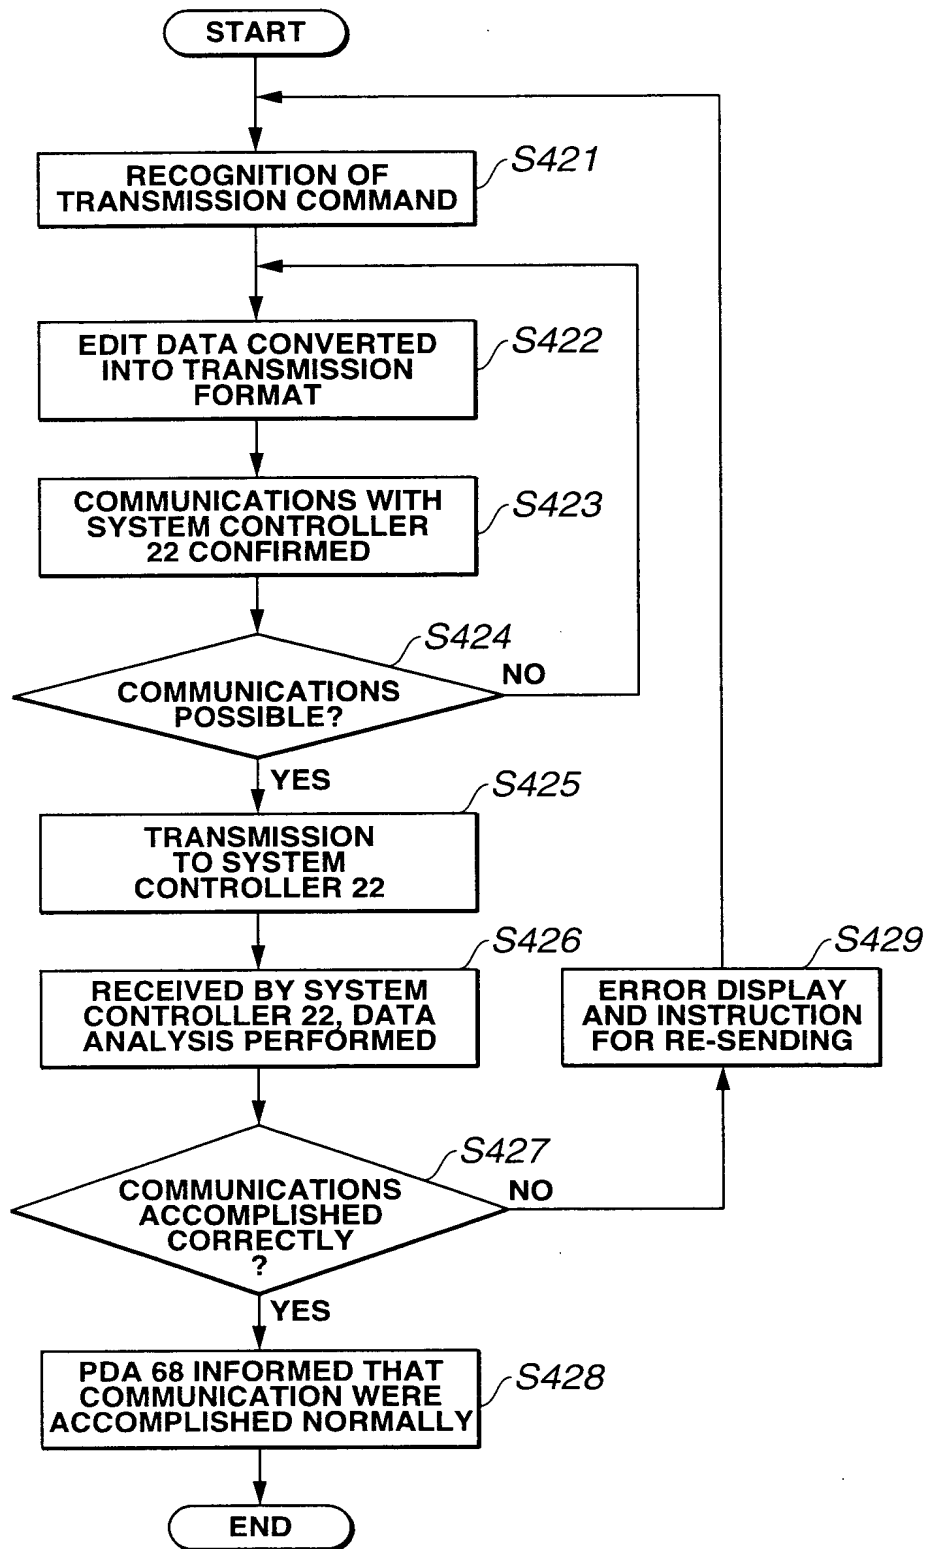 START
RECOGNITION OF
TRANSMISSION COMMAND
S421
EDIT DATA CONVERTED
INTO TRANSMISSION
FORMAT
S422
COMMUNICATIONS WITH
SYSTEM CONTROLLER
22 CONFIRMED
S423
COMMUNICATIONS
POSSIBLE?
S424
NO
YES
TRANSMISSION
TO SYSTEM
CONTROLLER 22
S425
RECEIVED BY SYSTEM
CONTROLLER 22, DATA
ANALYSIS PERFORMED
S426
ERROR DISPLAY
AND INSTRUCTION
FOR RE-SENDING
S429
COMMUNICATIONS
ACCOMPLISHED
CORRECTLY
?
S427
NO
YES
PDA 68 INFORMED THAT
COMMUNICATION WERE
ACCOMPLISHED NORMALLY
S428
END